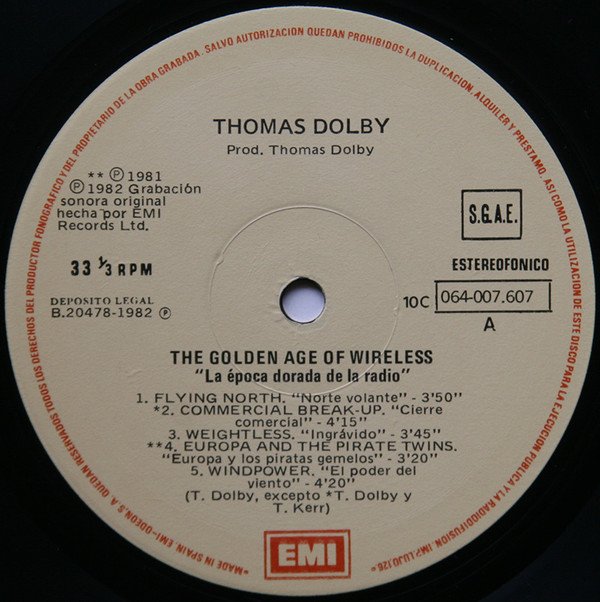 THOMAS DOLBY
Prod. Thomas Dolby
** Ⓟ 1981
Ⓟ 1982 Grabación
sonora original
hecha por EMI
Records Ltd.
S.G.A.E.
33 1/3 RPM
ESTEREOFONICO
DEPOSITO LEGAL
B.20478-1982 Ⓟ
10C 064-007.607
A
THE GOLDEN AGE OF WIRELESS
"La época dorada de la radio"
1. FLYING NORTH. "Norte volante" - 3'50"
*2. COMMERCIAL BREAK-UP. "Cierre
comercial" - 4'15"
3. WEIGHTLESS. "Ingrávido" - 3'45"
**4. EUROPA AND THE PIRATE TWINS.
"Europa y los piratas gemelos" - 3'20"
5. WINDPOWER. "El poder del
viento" - 4'20"
(T. Dolby, excepto *T. Dolby y
T. Kerr)
EMI
"MADE IN SPAIN. EMI-ODEON, S. A. QUEDAN RESERVADOS TODOS LOS DERECHOS DEL PRODUCTOR FONOGRAFICO Y DEL PROPIETARIO DE LA OBRA GRABADA. SALVO AUTORIZACION QUEDAN PROHIBIDOS LA DUPLICACION, ALQUILER Y PRESTAMO, ASI COMO LA UTILIZACION DE ESTE DISCO PARA LA EJECUCION PUBLICA Y LA RADIODIFUSION. IMP. LUJO,126"